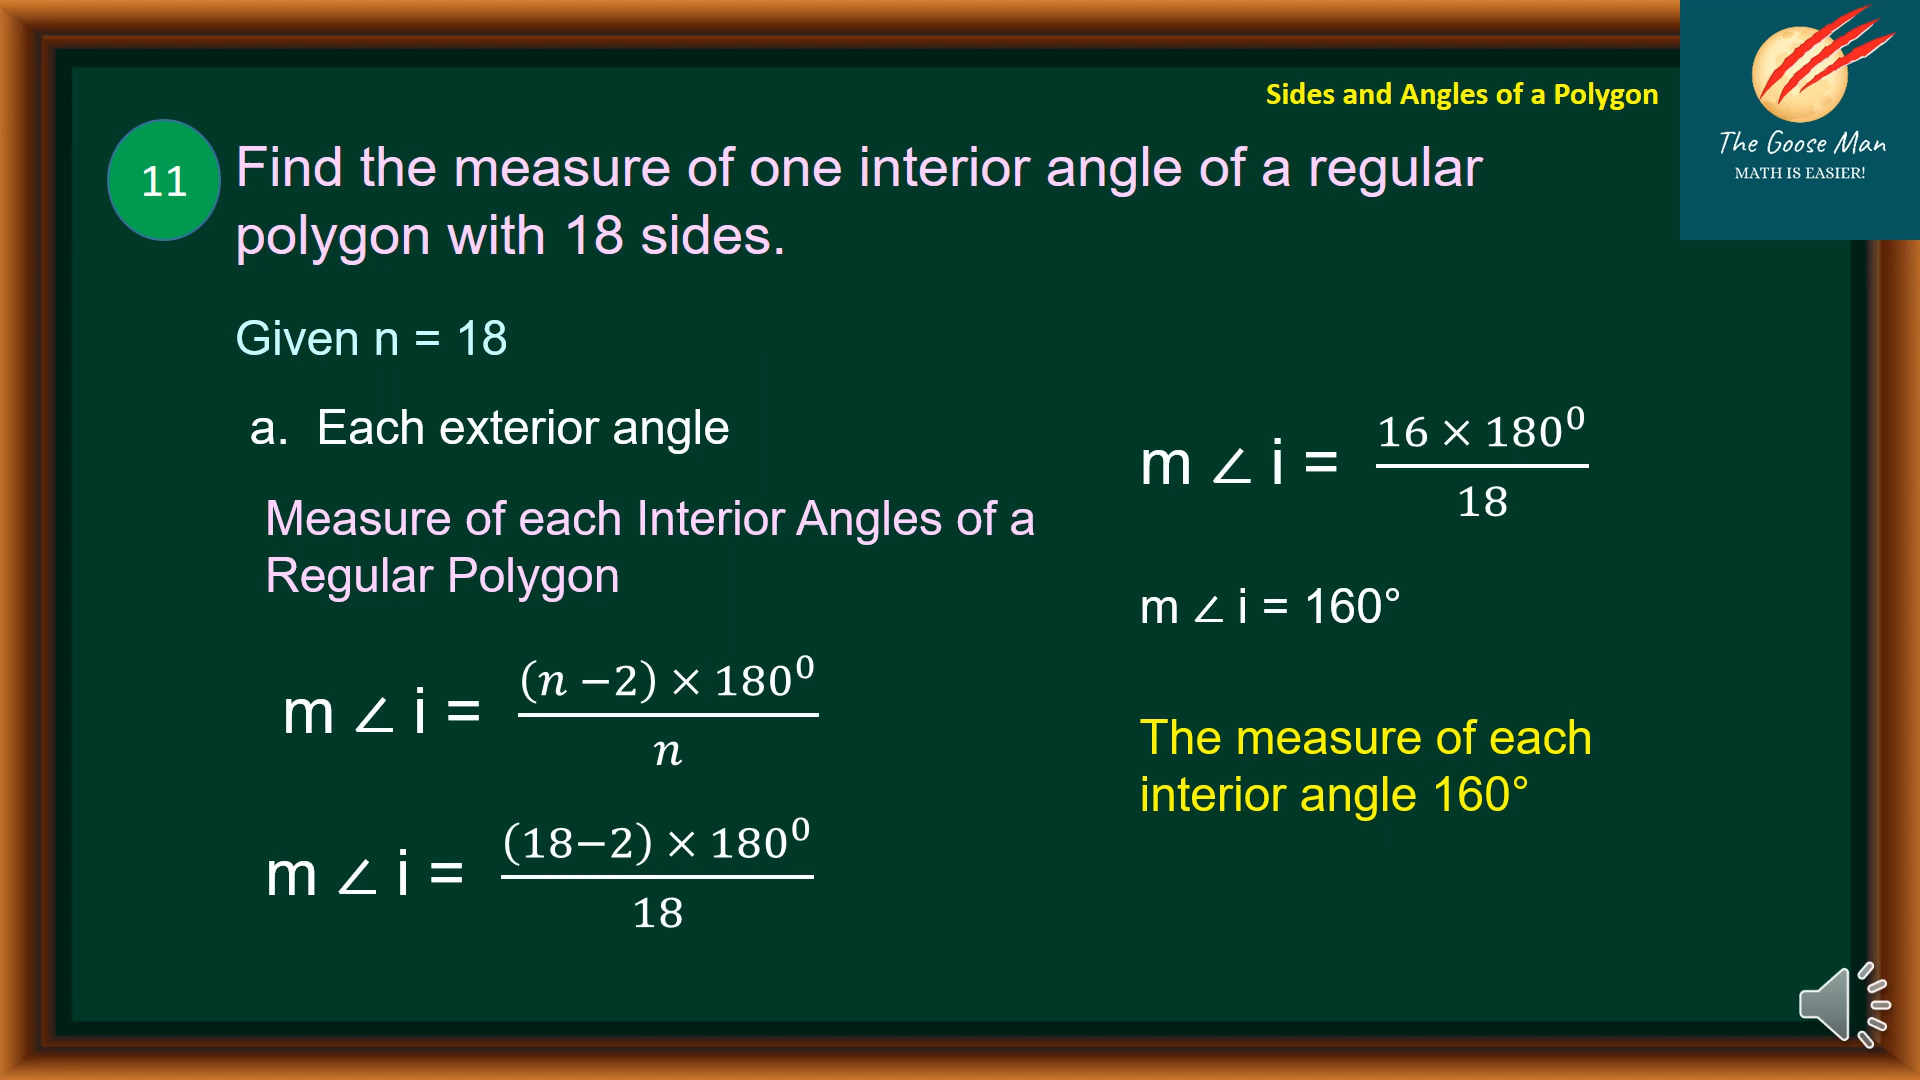 Sides and Angles of a Polygon
The Goose Man
MATH IS EASIER!
11
Find the measure of one interior angle of a regular
polygon with 18 sides.
Given n = 18
a. Each exterior angle
Measure of each Interior Angles of a
Regular Polygon
m ∠ i = (n −2) × 180⁰ / n
m ∠ i = (18−2) × 180⁰ / 18
m ∠ i = 16 × 180⁰ / 18
m ∠ i = 160°
The measure of each
interior angle 160°